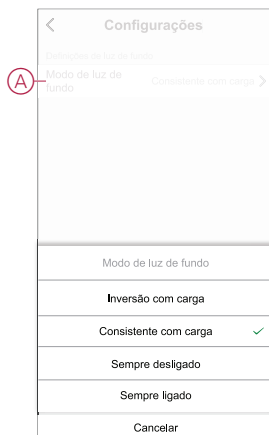 Configurações
Definições de luz de fundo
A
Modo de luz de
fundo
Consistente com carga
Modo de luz de fundo
Inversão com carga
Consistente com carga
Sempre desligado
Sempre ligado
Cancelar